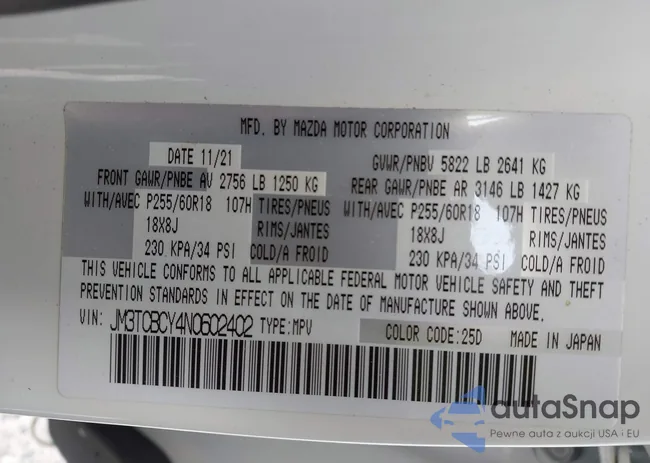 MFD. BY MAZDA MOTOR CORPORATION
DATE 11/21 GVWR/PNBV 5822 LB 2641 KG
FRONT GAWR/PNBE AV 2756 LB 1250 KG REAR GAWR/PNBE AR 3146 LB 1427 KG
WITH/AVEC P255/60R18 107H TIRES/PNEUS WITH/AVEC P255/60R18 107H TIRES/PNEUS
18X8J RIMS/JANTES 18X8J RIMS/JANTES
230 KPA/34 PSI COLD/A FROID 230 KPA/34 PSI COLD/A FROID
THIS VEHICLE CONFORMS TO ALL APPLICABLE FEDERAL MOTOR VEHICLE SAFETY AND THEFT
PREVENTION STANDARDS IN EFFECT ON THE DATE OF MANUFACTURE SHOWN ABOVE.
VIN: JM3TCBCY4N0602402 TYPE:MPV COLOR CODE:25D MADE IN JAPAN
autaSnap
Pewne auta z aukcji USA i EU